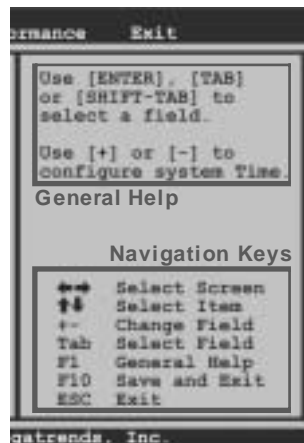 rmance Exit
Use [ENTER], [TAB]
or [SHIFT-TAB] to
select a field.
Use [+] or [-] to
configure system Time.
General Help
Navigation Keys
←→ Select Screen
↑↓ Select Item
+- Change Field
Tab Select Field
F1 General Help
F10 Save and Exit
ESC Exit
gatrends, Inc.